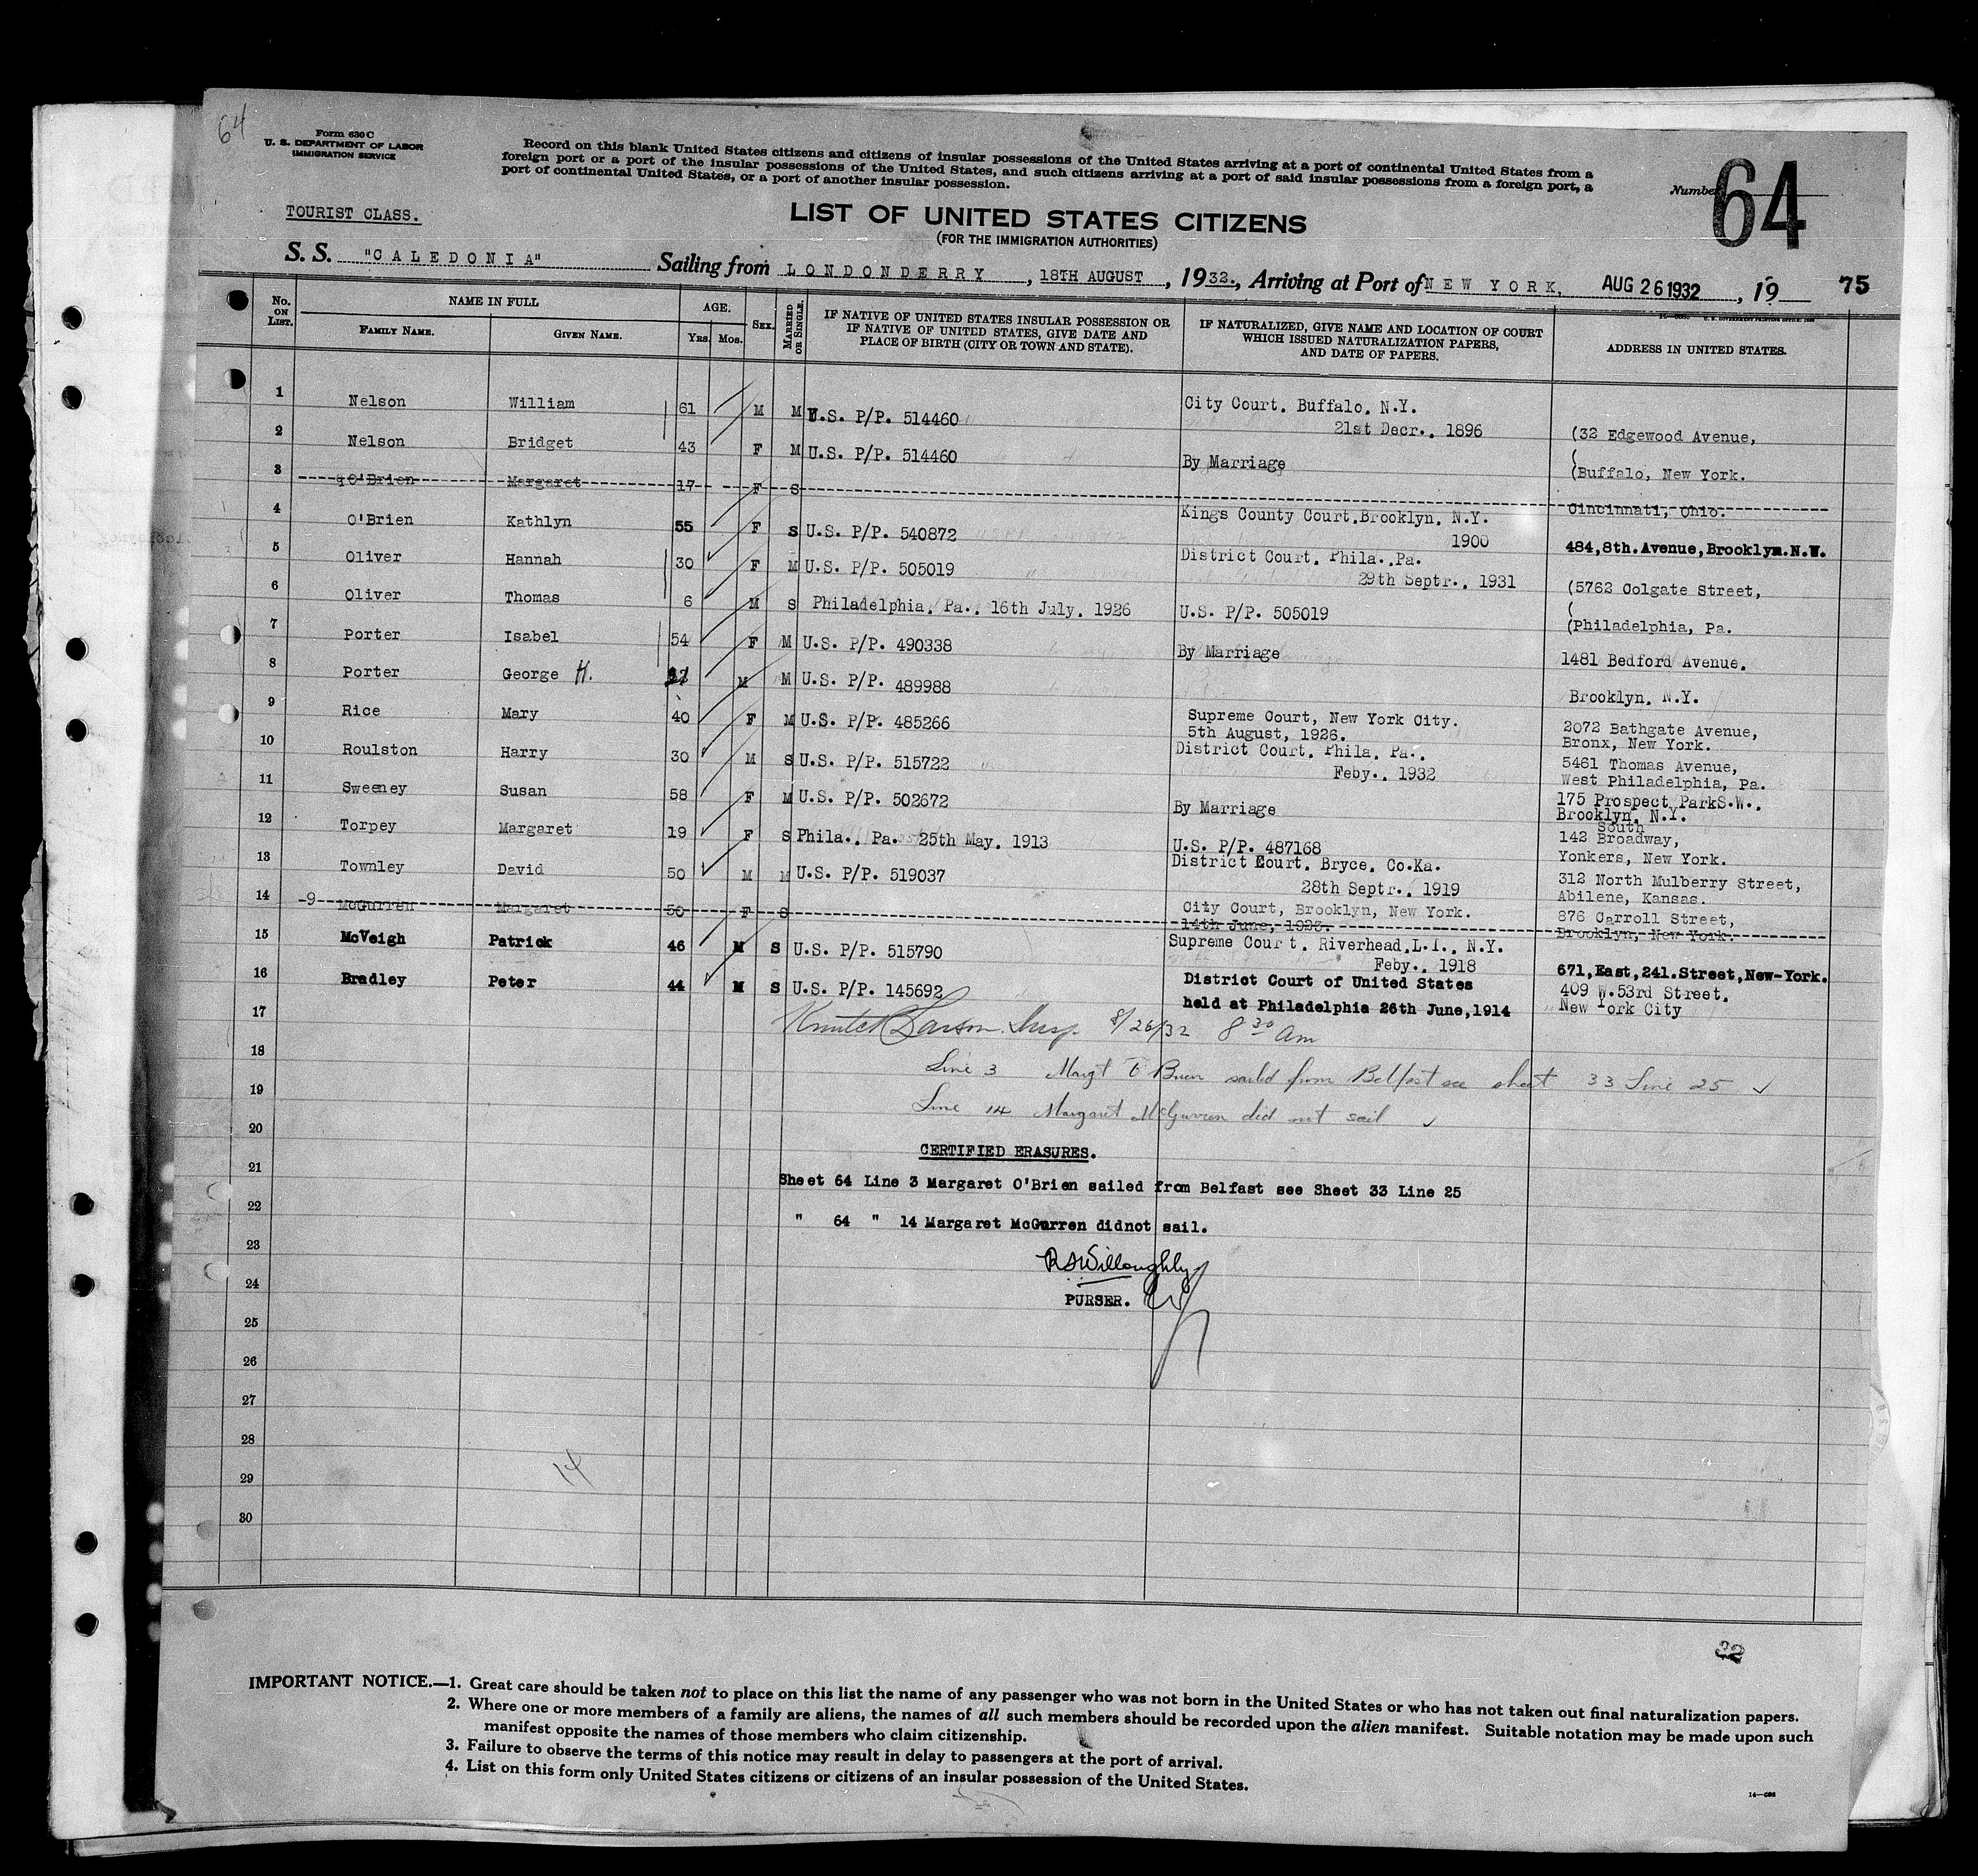 64
Form 630 C
U. S. DEPARTMENT OF LABOR
IMMIGRATION SERVICE
Record on this blank United States citizens and citizens of insular possessions of the United States arriving at a port of continental United States from a
foreign port or a port of the insular possessions of the United States, and such citizens arriving at a port of said insular possessions from a foreign port, a
port of continental United States, or a port of another insular possession.
Number 64
TOURIST CLASS.
LIST OF UNITED STATES CITIZENS
(FOR THE IMMIGRATION AUTHORITIES)
S. S. "CALEDONIA" Sailing from LONDONDERRY, 18TH AUGUST, 1932., Arriving at Port of NEW YORK, AUG 26 1932, 19 75
No. ON LIST. NAME IN FULL FAMILY NAME. GIVEN NAME. AGE. Yrs. Mos. SEX. MARRIED OR SINGLE. IF NATIVE OF UNITED STATES INSULAR POSSESSION OR IF NATIVE OF UNITED STATES, GIVE DATE AND PLACE OF BIRTH (CITY OR TOWN AND STATE). IF NATURALIZED, GIVE NAME AND LOCATION OF COURT WHICH ISSUED NATURALIZATION PAPERS, AND DATE OF PAPERS. ADDRESS IN UNITED STATES.
1 Nelson William 61 M M U.S. P/P. 514460 City Court. Buffalo. N.Y.
21st Decr., 1896
2 Nelson Bridget 43 F M U.S. P/P. 514460 By Marriage (32 Edgewood Avenue,
(
(Buffalo, New York.
3 O'Brien Margaret 17 F S Cincinnati, Ohio.
4 O'Brien Kathlyn 55 F S U.S. P/P. 540872 Kings County Court.Brooklyn. N.Y.
1900 484,8th.Avenue,Brooklyn.N.Y.
5 Oliver Hannah 30 F M U.S. P/P. 505019 District Court. Phila..Pa.
29th Septr., 1931 (5762 Colgate Street,
6 Oliver Thomas 6 M S Philadelphia. Pa.. 16th July. 1926 U.S. P/P. 505019 (
(Philadelphia, Pa.
7 Porter Isabel 54 F M U.S. P/P. 490338 By Marriage 1481 Bedford Avenue.
8 Porter George H. M M U.S. P/P. 489988 Brooklyn. N.Y.
9 Rice Mary 40 F M U.S. P/P. 485266 Supreme Court, New York City. 2072 Bathgate Avenue,
5th August, 1926. Bronx, New York.
10 Roulston Harry 30 M S U.S. P/P. 515722 District Court. Phila. Pa.. 5461 Thomas Avenue,
Feby.. 1932 West Philadelphia, Pa.
11 Sweeney Susan 58 F M U.S. P/P. 502672 By Marriage 175 Prospect ParkS.W..
Brooklyn. N.Y.
12 Torpey Margaret 19 F S Phila.. Pa. 25th May. 1913 U.S. P/P. 487168 142 South Broadway,
Yonkers, New York.
13 Townley David 50 M M U.S. P/P. 519037 District Court. Bryce. Co.Ka. 312 North Mulberry Street,
28th Septr.. 1919 Abilene, Kansas.
14 -9- McGurren Margaret 50 F S City Court, Brooklyn, New York. 876 Carroll Street,
14th June, 1923. Brooklyn, New York.
15 McVeigh Patrick 46 M S U.S. P/P. 515790 Supreme Court. Riverhead.L.I., N.Y.
Feby.. 1918 671,East,241.Street,New-York.
16 Bradley Peter 44 M S U.S. P/P. 145692 District Court of United States 409 W.53rd Street.
held at Philadelphia 26th June,1914 New York City
17 Larson Insp. 8/26/32 8 30 am
18 Line 3 Margt O'Brien sailed from Belfast see sheet 33 Line 25
19 Line 14 Margaret McGurren did not sail
20 CERTIFIED ERASURES.
21 Sheet 64 Line 3 Margaret O'Brien sailed from Belfast see Sheet 33 Line 25
22 " 64 " 14 Margaret McGurren didnot sail.
23 Willoughby
24 PURSER.
25
26
27
28
29 14
30
32
IMPORTANT NOTICE.—1. Great care should be taken not to place on this list the name of any passenger who was not born in the United States or who has not taken out final naturalization papers.
2. Where one or more members of a family are aliens, the names of all such members should be recorded upon the alien manifest. Suitable notation may be made upon such
manifest opposite the names of those members who claim citizenship.
3. Failure to observe the terms of this notice may result in delay to passengers at the port of arrival.
4. List on this form only United States citizens or citizens of an insular possession of the United States.